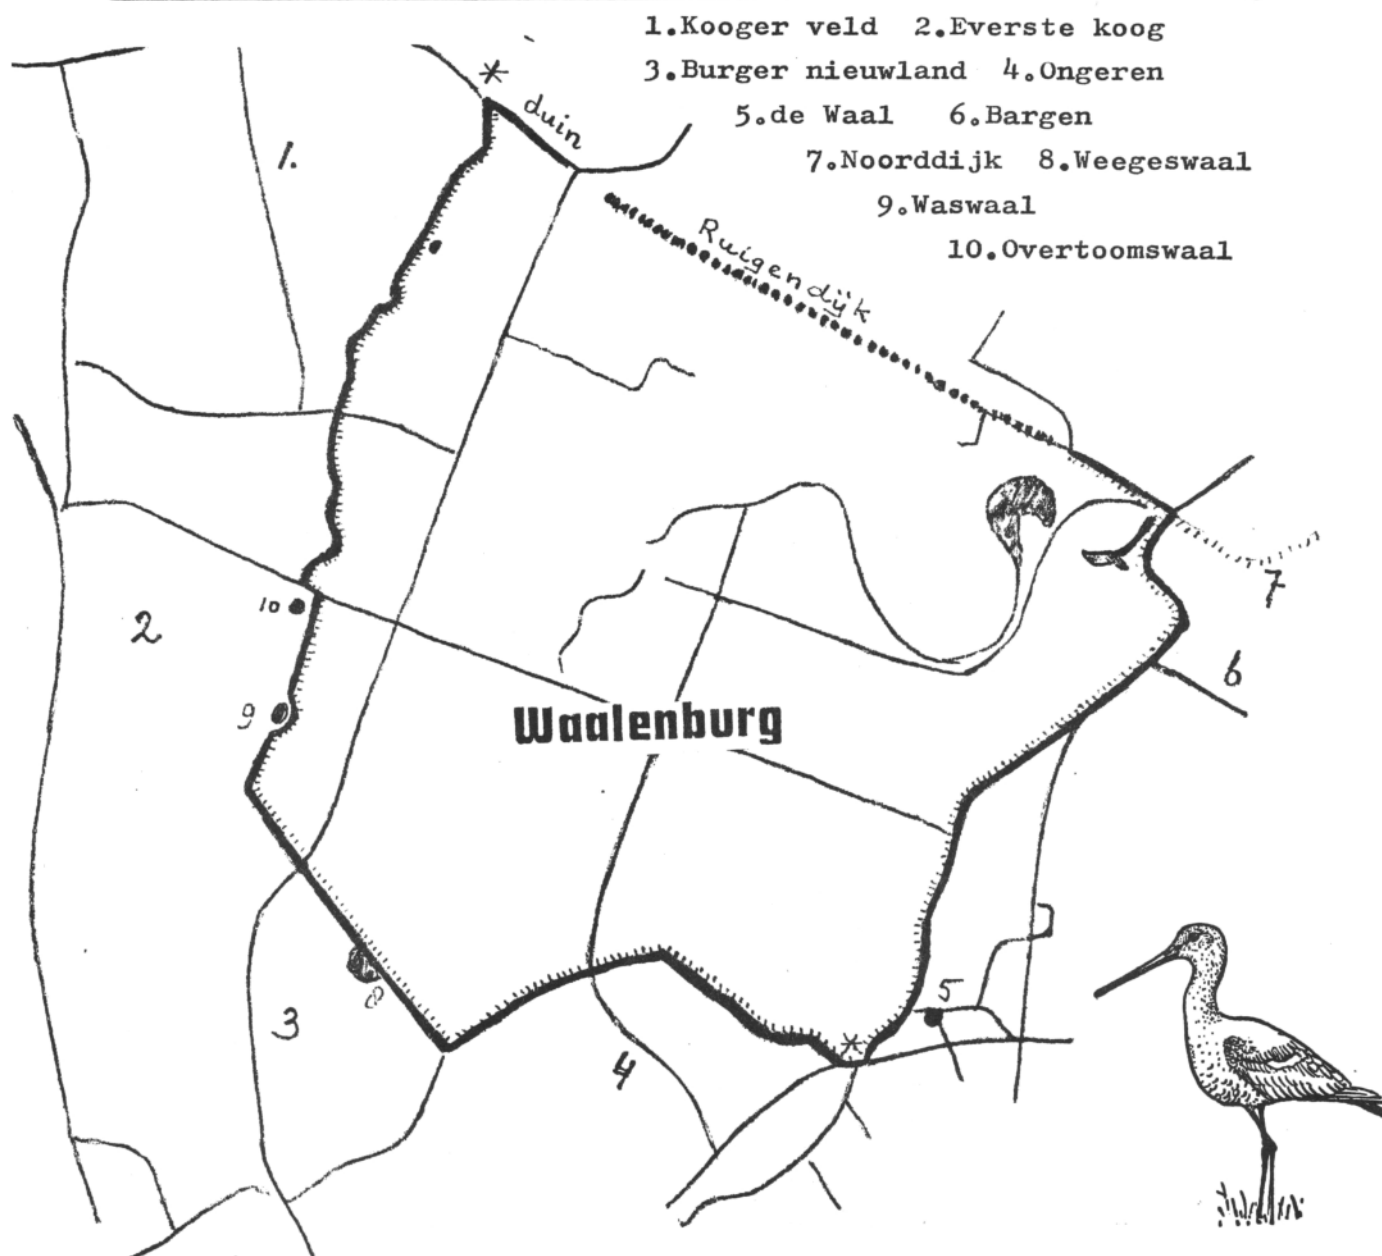 1.Kooger veld 2.Everste koog
3.Burger nieuwland 4.Ongeren
5.de Waal 6.Bargen
7.Noorddijk 8.Weegeswaal
9.Waswaal
10.Overtoomswaal
duin
1.
Ruigendijk
7
10
2
6
9
Waalenburg
8
5
3
4